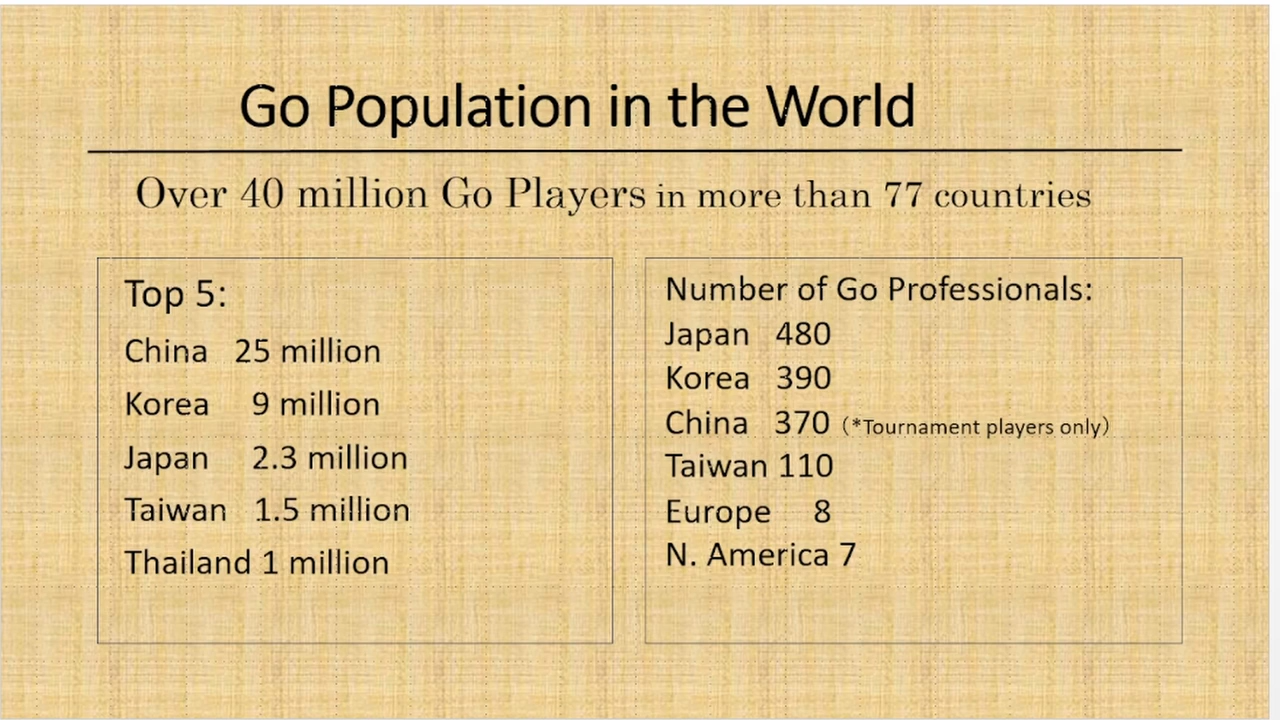 Go Population in the World
Over 40 million Go Players in more than 77 countries
Top 5:
China 25 million
Korea 9 million
Japan 2.3 million
Taiwan 1.5 million
Thailand 1 million
Number of Go Professionals:
Japan 480
Korea 390
China 370 (*Tournament players only)
Taiwan 110
Europe 8
N. America 7